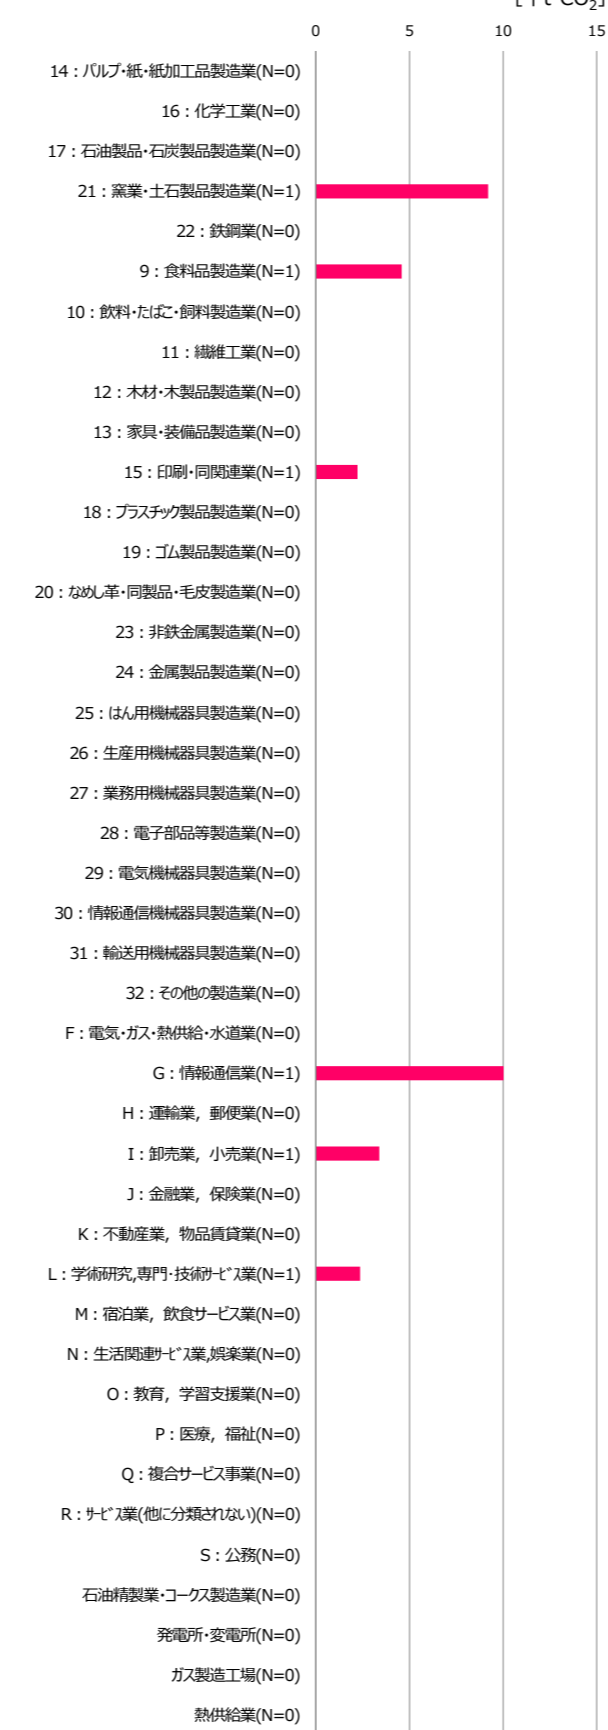 CO2]
0 5 10 15
14：パルプ・紙・紙加工品製造業(N=0)
16：化学工業(N=0)
17：石油製品・石炭製品製造業(N=0)
21：窯業・土石製品製造業(N=1)
22：鉄鋼業(N=0)
9：食料品製造業(N=1)
10：飲料・たばこ・飼料製造業(N=0)
11：繊維工業(N=0)
12：木材・木製品製造業(N=0)
13：家具・装備品製造業(N=0)
15：印刷・同関連業(N=1)
18：プラスチック製品製造業(N=0)
19：ゴム製品製造業(N=0)
20：なめし革・同製品・毛皮製造業(N=0)
23：非鉄金属製造業(N=0)
24：金属製品製造業(N=0)
25：はん用機械器具製造業(N=0)
26：生産用機械器具製造業(N=0)
27：業務用機械器具製造業(N=0)
28：電子部品等製造業(N=0)
29：電気機械器具製造業(N=0)
30：情報通信機械器具製造業(N=0)
31：輸送用機械器具製造業(N=0)
32：その他の製造業(N=0)
F：電気・ガス・熱供給・水道業(N=0)
G：情報通信業(N=1)
H：運輸業，郵便業(N=0)
I：卸売業，小売業(N=1)
J：金融業，保険業(N=0)
K：不動産業，物品賃貸業(N=0)
L：学術研究,専門・技術ｻｰﾋﾞｽ業(N=1)
M：宿泊業，飲食サービス業(N=0)
N：生活関連ｻｰﾋﾞｽ業,娯楽業(N=0)
O：教育，学習支援業(N=0)
P：医療，福祉(N=0)
Q：複合サービス事業(N=0)
R：ｻｰﾋﾞｽ業(他に分類されない)(N=0)
S：公務(N=0)
石油精製業・コークス製造業(N=0)
発電所・変電所(N=0)
ガス製造工場(N=0)
熱供給業(N=0)